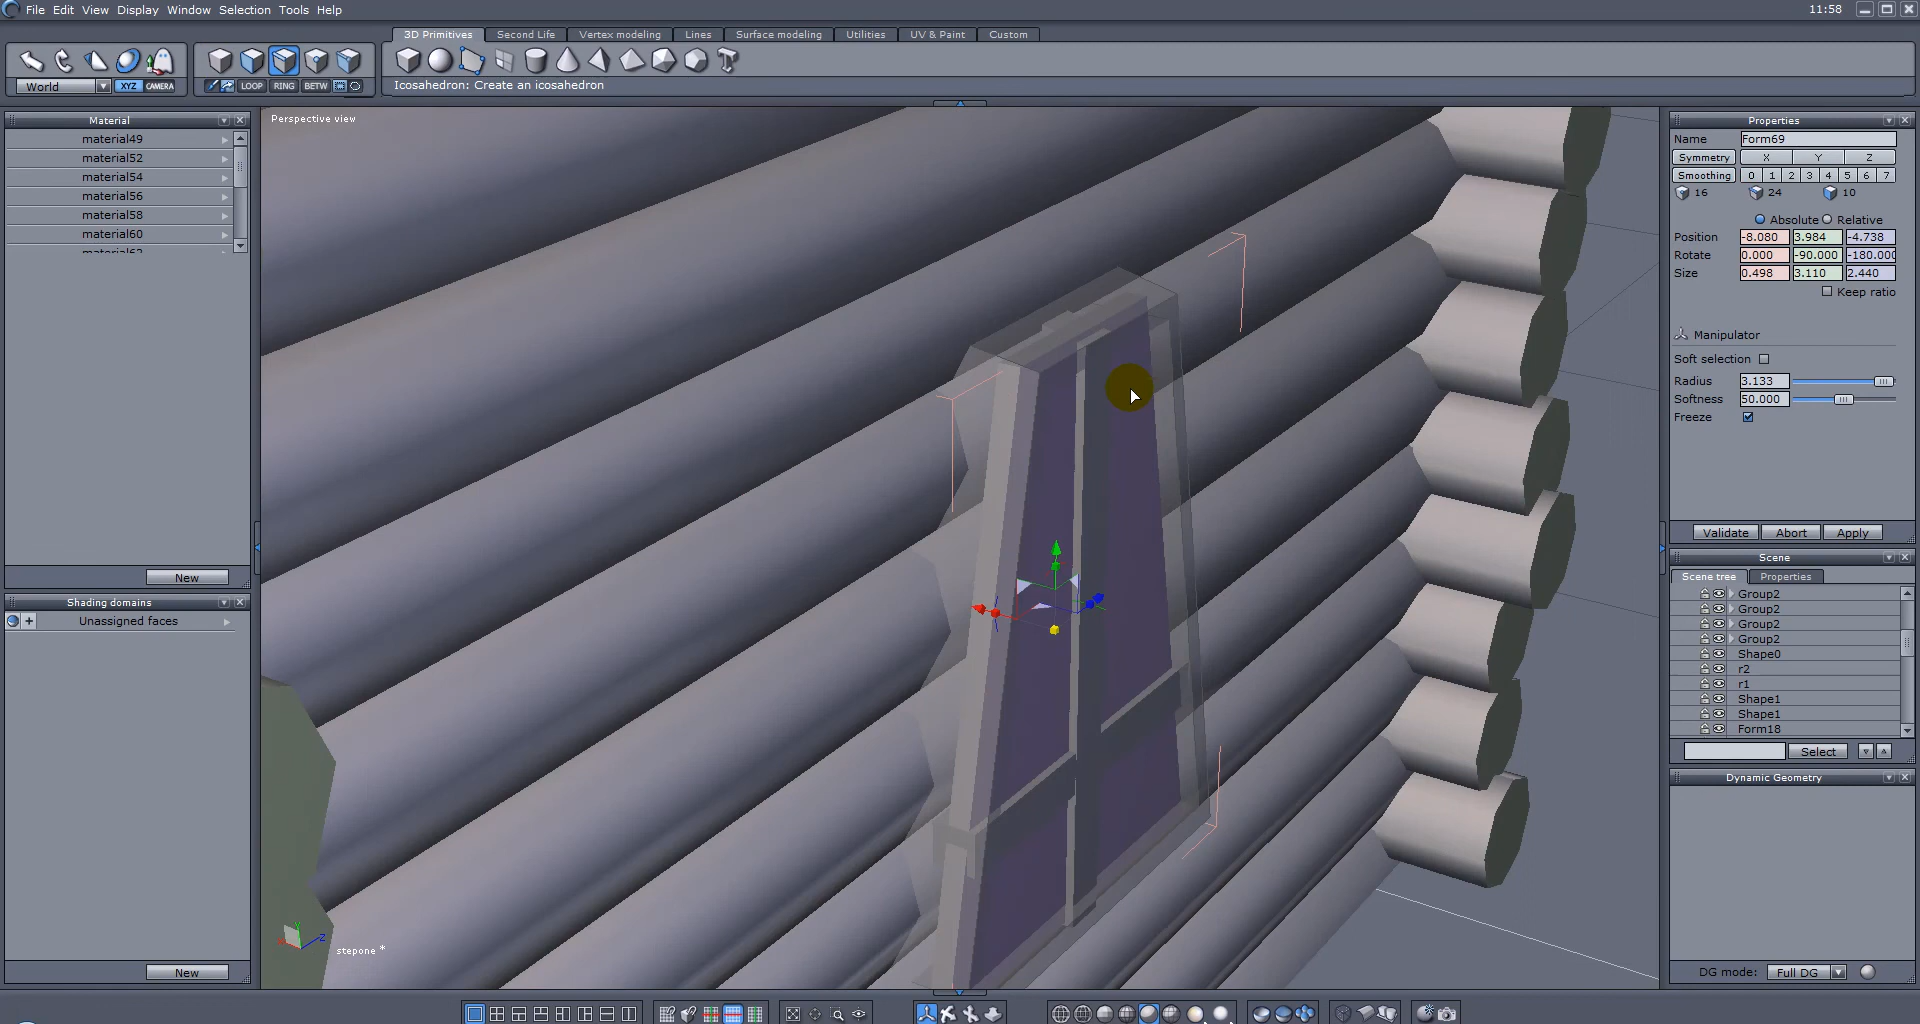 File Edit View Display Window Selection Tools Help
11:58
3D Primitives Second Life Vertex modeling Lines Surface modeling Utilities UV & Paint Custom
World XYZ CAMERA
LOOP RING BETW
Icosahedron: Create an icosahedron
Material
material49
material52
material54
material56
material58
material60
New
Shading domains
Unassigned faces
New
Perspective view
stepone *
Properties
Name Form69
Symmetry X Y Z
Smoothing 0 1 2 3 4 5 6 7
16 24 10
Absolute Relative
Position -8.080 3.984 -4.738
Rotate 0.000 -90.000 -180.000
Size 0.498 3.110 2.440
Keep ratio
Manipulator
Soft selection
Radius 3.133
Softness 50.000
Freeze
Validate Abort Apply
Scene
Scene tree Properties
Group2
Group2
Group2
Group2
Shape0
r2
r1
Shape1
Shape1
Form18
Select
Dynamic Geometry
DG mode: Full DG